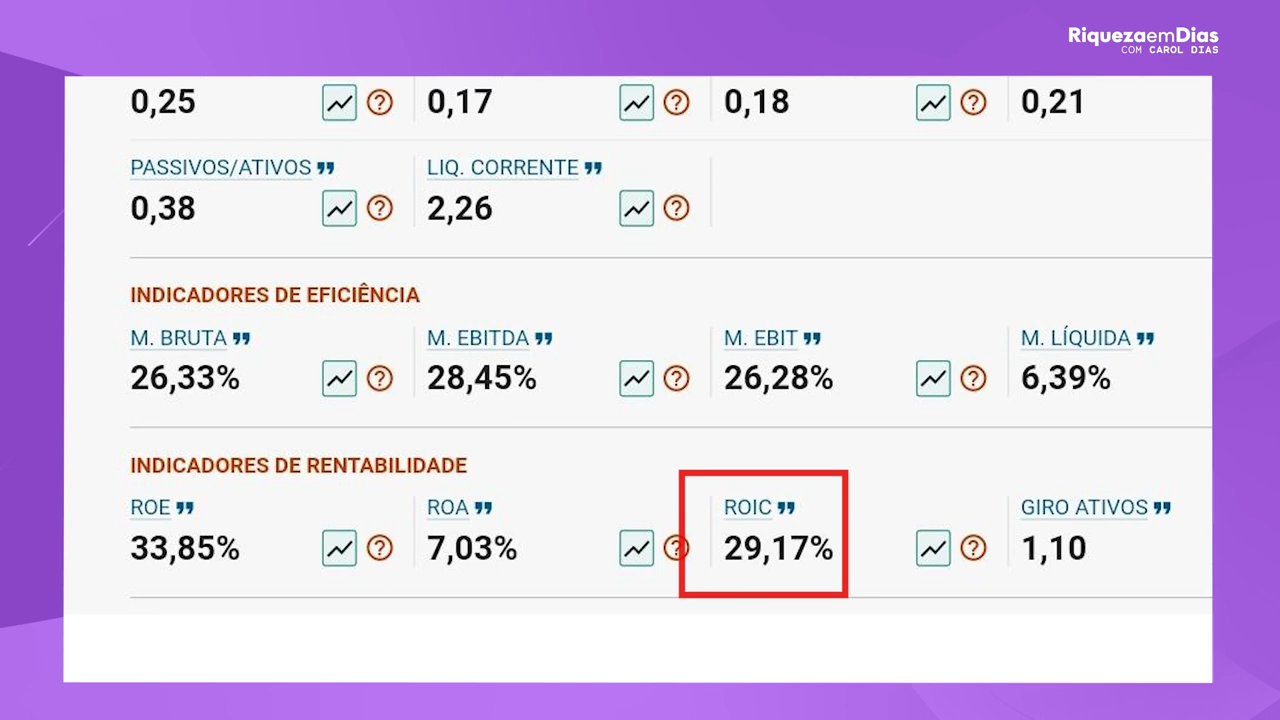 RiquezaemDias
COM CAROL DIAS
0,25 0,17 0,18 0,21
PASSIVOS/ATIVOS LIQ. CORRENTE
0,38 2,26
INDICADORES DE EFICIÊNCIA
M. BRUTA M. EBITDA M. EBIT M. LÍQUIDA
26,33% 28,45% 26,28% 6,39%
INDICADORES DE RENTABILIDADE
ROE ROA ROIC GIRO ATIVOS
33,85% 7,03% 29,17% 1,10